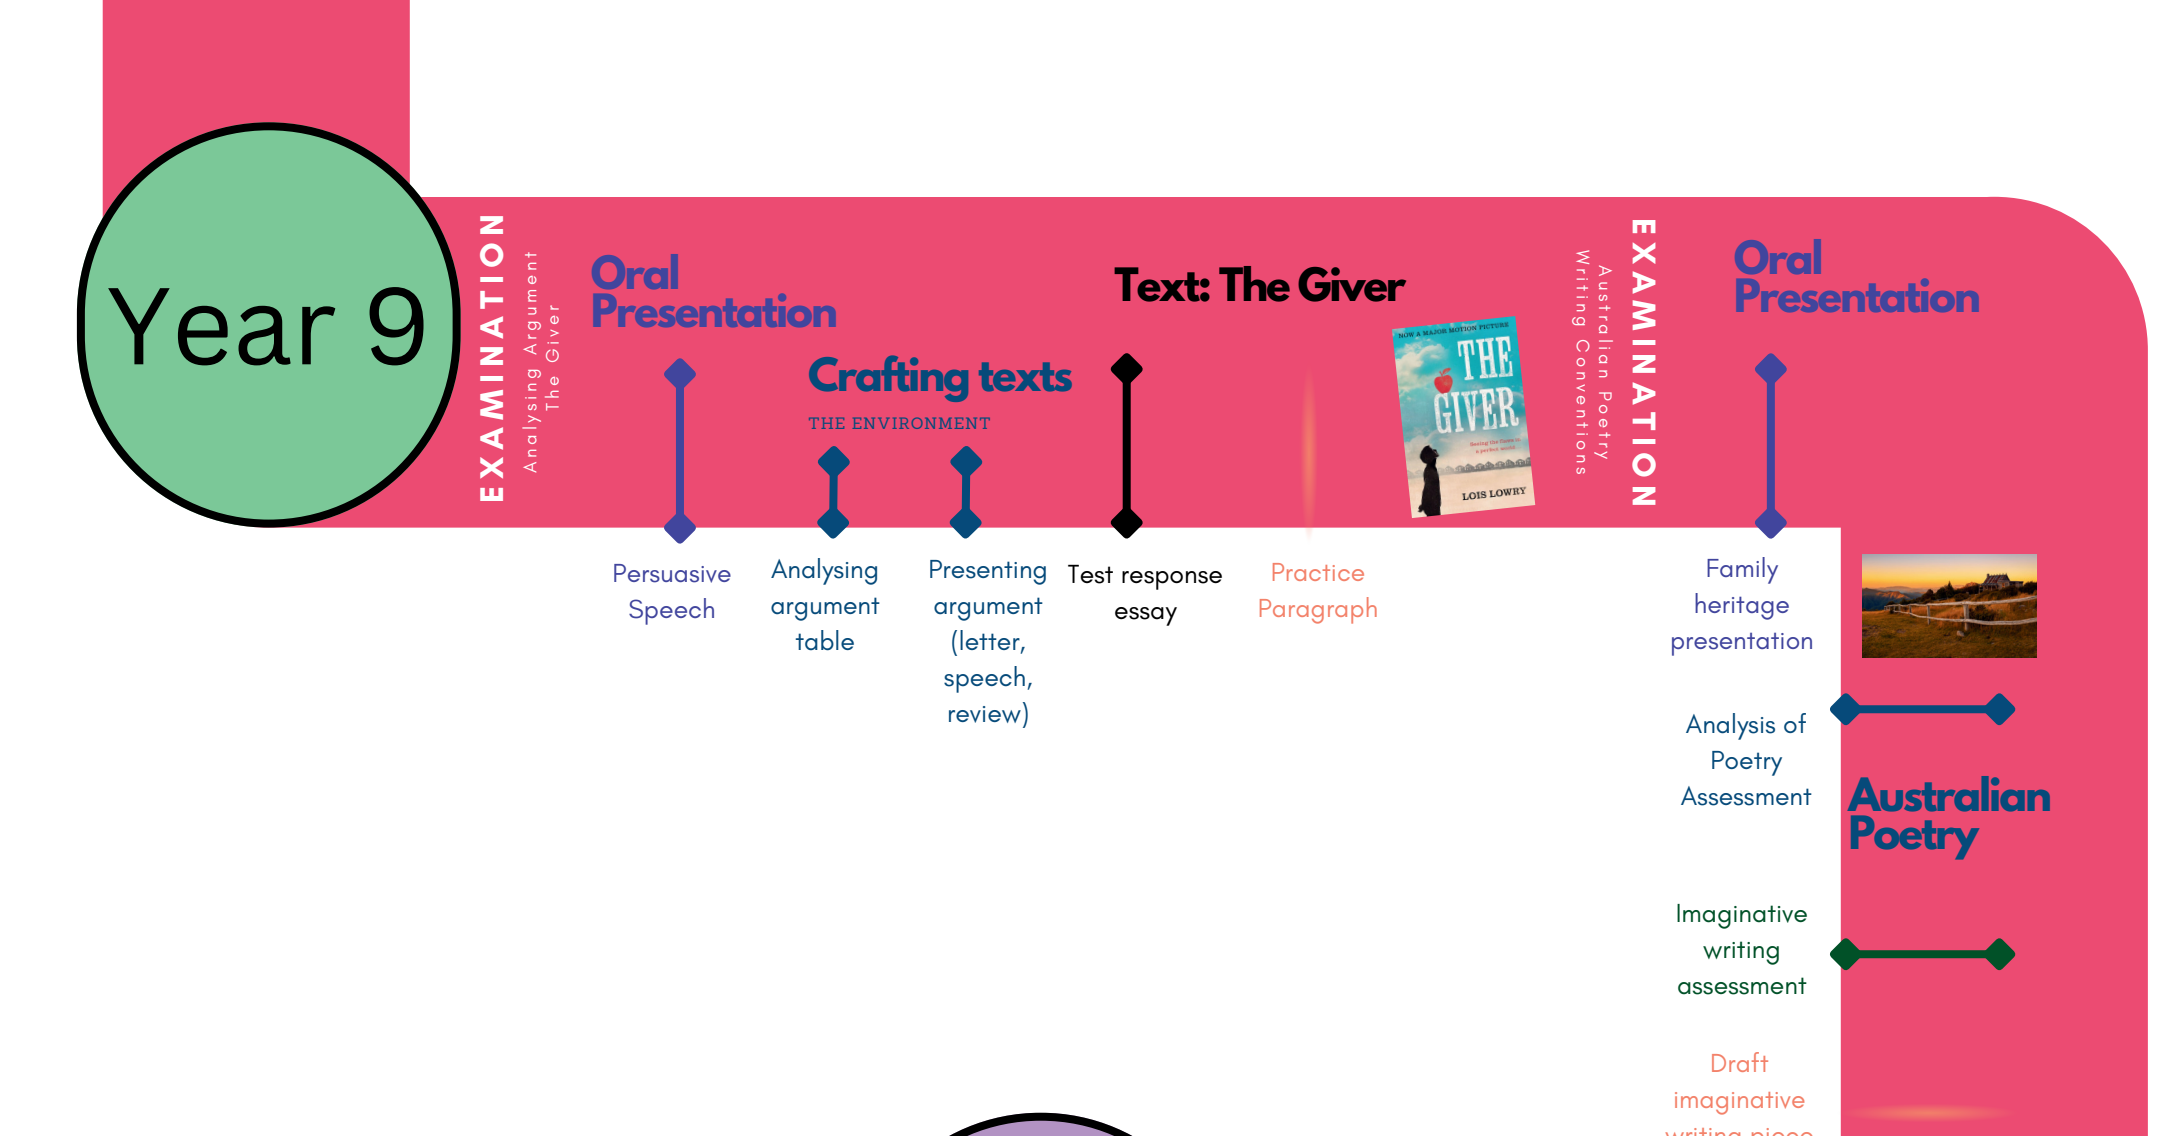 Year 9
EXAMINATION
Analysing Argument
The Giver
Oral
Presentation
Crafting texts
THE ENVIRONMENT
Text: The Giver
NOW A MAJOR MOTION PICTURE
THE
GIVER
LOIS LOWRY
Writing Conventions
Australian Poetry
EXAMINATION
Oral
Presentation
Persuasive
Speech
Analysing
argument
table
Presenting
argument
(letter,
speech,
review)
Test response
essay
Practice
Paragraph
Family
heritage
presentation
Analysis of
Poetry
Assessment
Australian
Poetry
Imaginative
writing
assessment
Draft
imaginative
writing piece